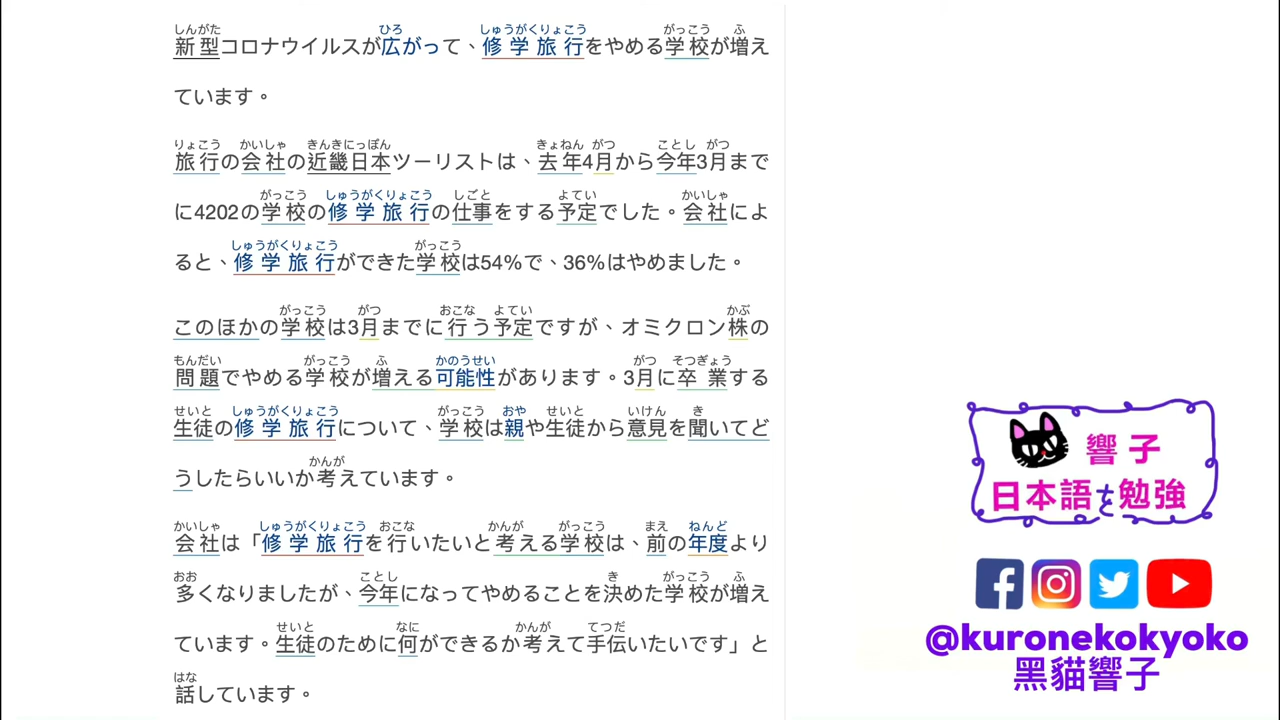 新型コロナウイルスが広がって、修学旅行をやめる学校が増え
ています。
旅行の会社の近畿日本ツーリストは、去年4月から今年3月まで
に4202の学校の修学旅行の仕事をする予定でした。会社によ
ると、修学旅行ができた学校は54%で、36%はやめました。
このほかの学校は3月までに行う予定ですが、オミクロン株の
問題でやめる学校が増える可能性があります。3月に卒業する
生徒の修学旅行について、学校は親や生徒から意見を聞いてど
うしたらいいか考えています。
会社は「修学旅行を行いたいと考える学校は、前の年度より
多くなりましたが、今年になってやめることを決めた学校が増え
ています。生徒のために何ができるか考えて手伝いたいです」と
話しています。
響子
日本語を勉強
@kuronekokyoko
黑貓響子